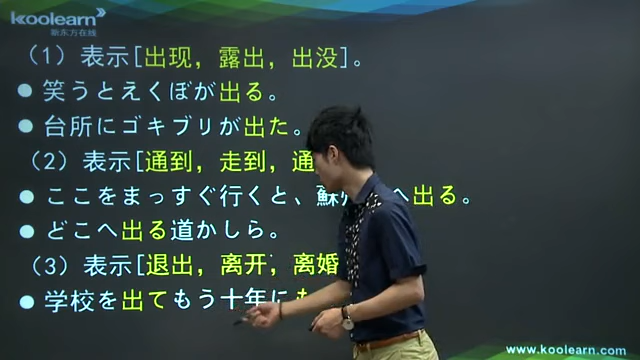 koolearn
新东方在线
（1）表示[出现，露出，出没]。
● 笑うとえくぼが出る。
● 台所にゴキブリが出た。
（2）表示[通到，走到，通
● ここをまっすぐ行くと、蘇 へ出る。
● どこへ出る道かしら。
（3）表示[退出，离开，离婚
● 学校を出てもう十年に
www.koolearn.com